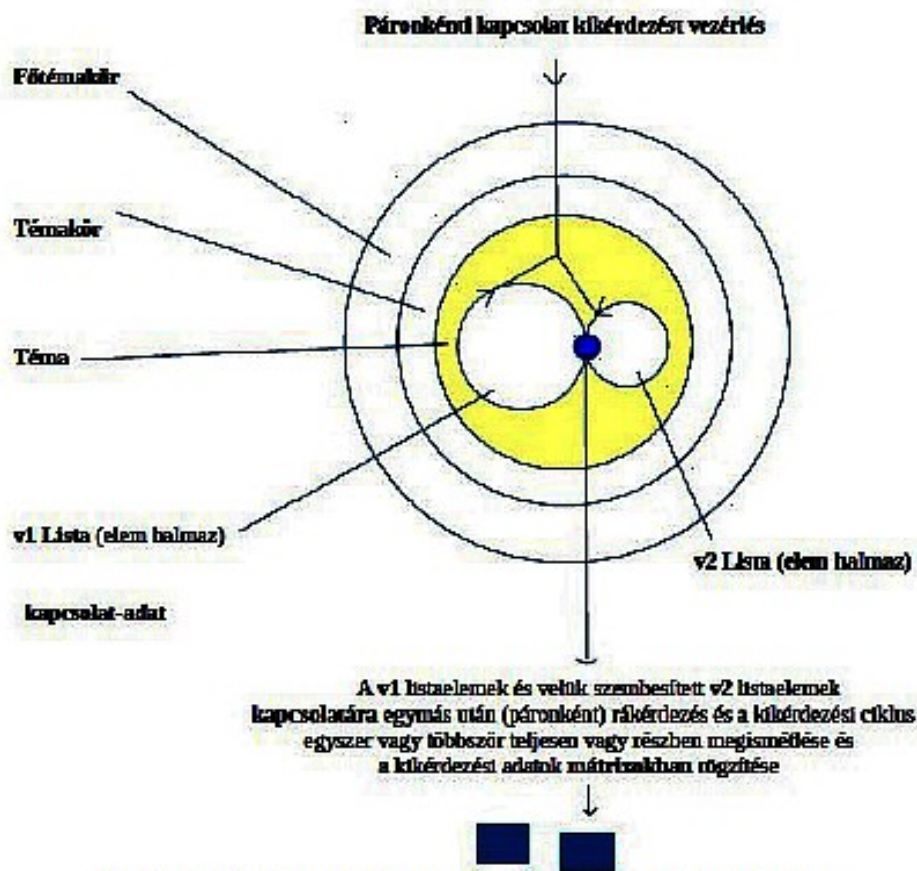 Páronkénti kapcsolat kikérdezést vezérlés
Főtémakör
Témakör
Téma
v1 Lista (elem halmaz)
v2 Lista (elem halmaz)
kapcsolat-adat
A v1 listaelemek és velük szembesített v2 listaelemek
kapcsolatára egymás után (páronként) rákérdezés és a kikérdezési ciklus
egyszer vagy többször teljesen vagy részben megismétlése és
a kikérdezési adatok mátrixokban rögzítése